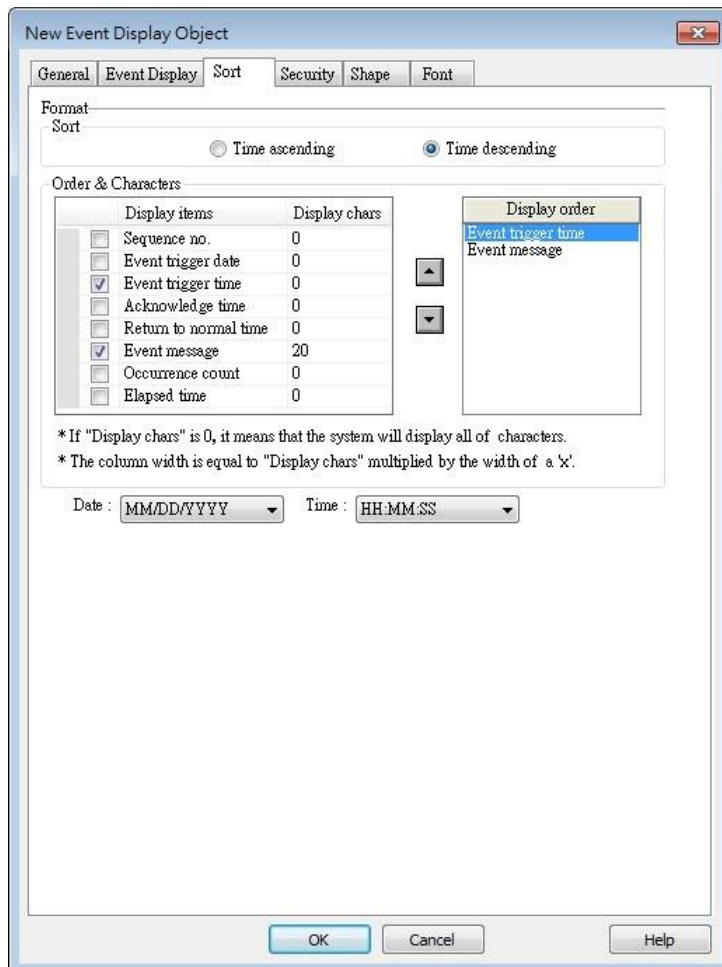 New Event Display Object
General Event Display Sort Security Shape Font
Format
Sort
Time ascending Time descending
Order & Characters
Display items Display chars
Sequence no. 0
Event trigger date 0
Event trigger time 0
Acknowledge time 0
Return to normal time 0
Event message 20
Occurrence count 0
Elapsed time 0
Display order
Event trigger time
Event message
* If "Display chars" is 0, it means that the system will display all of characters.
* The column width is equal to "Display chars" multiplied by the width of a 'x'.
Date : MM/DD/YYYY Time : HH:MM:SS
OK Cancel Help